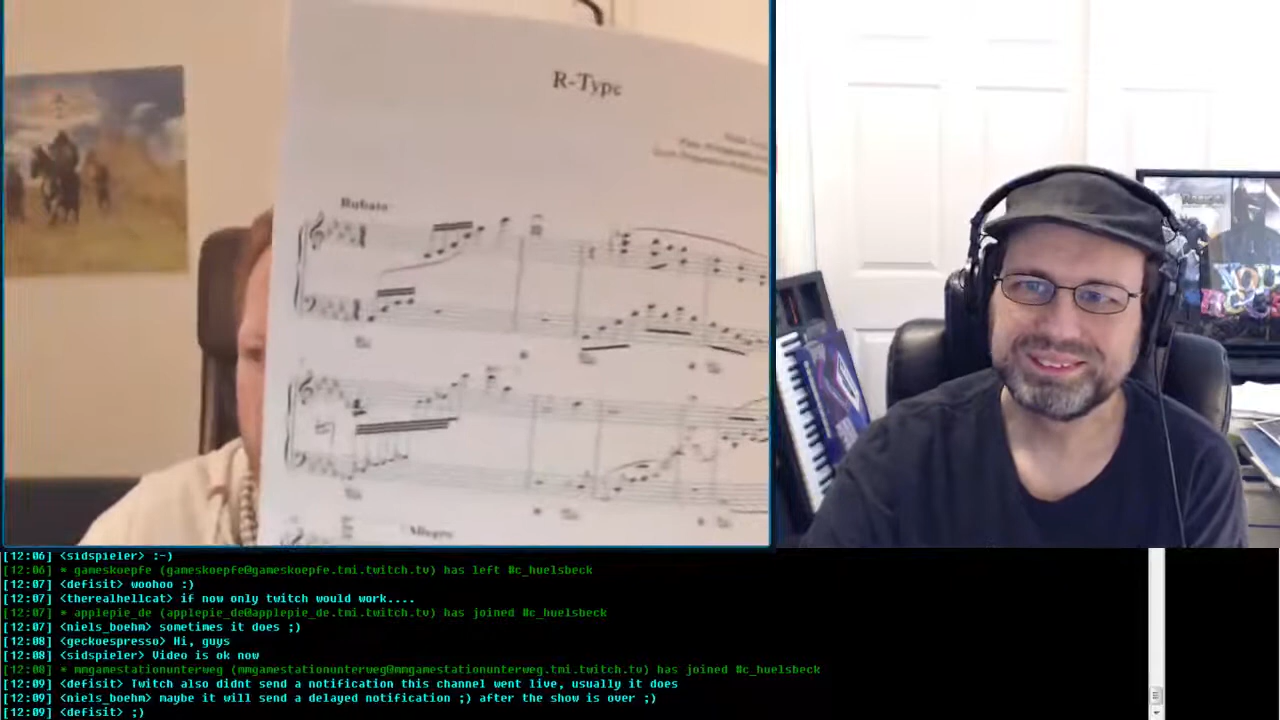 R-Type
Rubato
Allegro
[12:06] <sidspieler> :-)
[12:06] * gameskoepfe (gameskoepfe@gameskoepfe.tmi.twitch.tv) has left #c_huelsbeck
[12:07] <defisit> woohoo :)
[12:07] <therealhellcat> if now only twitch would work....
[12:07] * applepie_de (applepie_de@applepie_de.tmi.twitch.tv) has joined #c_huelsbeck
[12:07] <niels_boehm> sometimes it does ;)
[12:08] <geckoespresso> Hi, guys
[12:08] <sidspieler> Video is ok now
[12:08] * mmgamestationunterweg (mmgamestationunterweg@mmgamestationunterweg.tmi.twitch.tv) has joined #c_huelsbeck
[12:09] <defisit> Twitch also didnt send a notification this channel went live, usually it does
[12:09] <niels_boehm> maybe it will send a delayed notification ;) after the show is over ;)
[12:09] <defisit> ;)